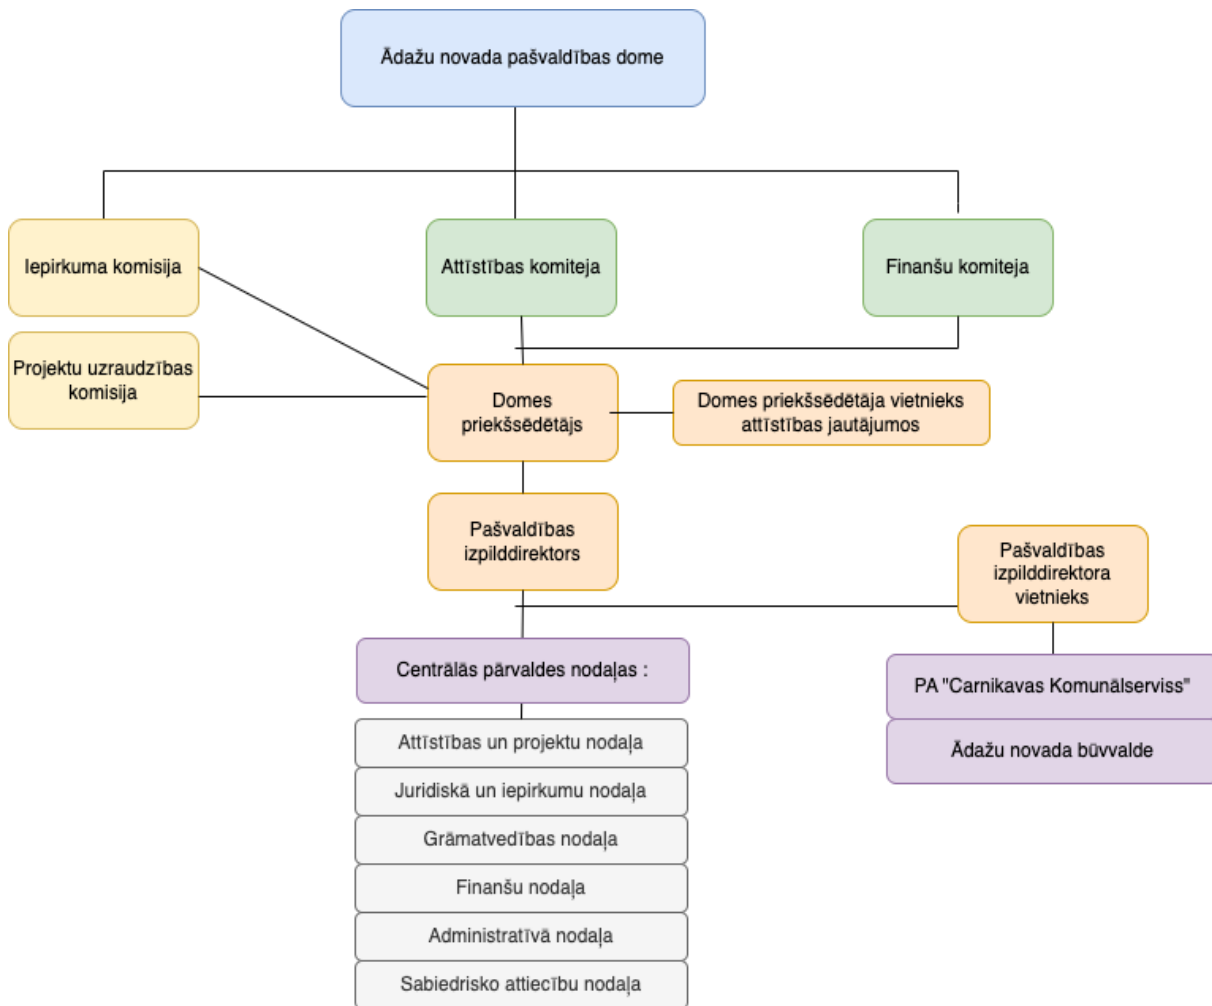 Ādažu novada pašvaldības dome
Iepirkuma komisija
Attīstības komiteja
Finanšu komiteja
Projektu uzraudzības
komisija
Domes
priekšsēdētājs
Domes priekšsēdētāja vietnieks
attīstības jautājumos
Pašvaldības
izpilddirektors
Pašvaldības
izpilddirektora
vietnieks
Centrālās pārvaldes nodaļas :
PA "Carnikavas Komunālserviss"
Ādažu novada būvvalde
Attīstības un projektu nodaļa
Juridiskā un iepirkumu nodaļa
Grāmatvedības nodaļa
Finanšu nodaļa
Administratīvā nodaļa
Sabiedrisko attiecību nodaļa